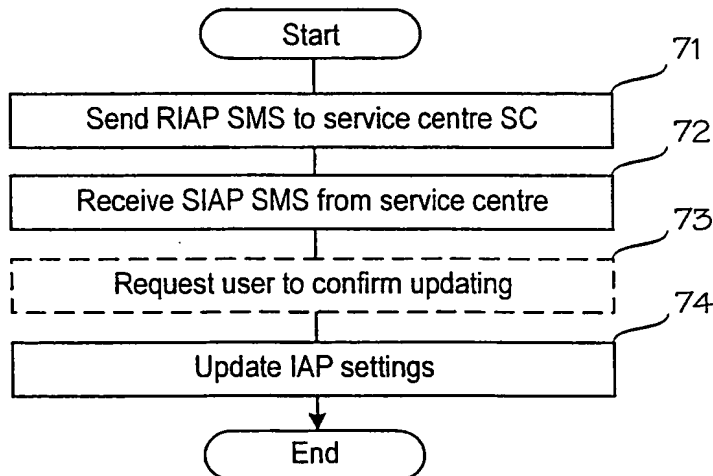 Start
71
Send RIAP SMS to service centre SC
72
Receive SIAP SMS from service centre
73
Request user to confirm updating
74
Update IAP settings
End